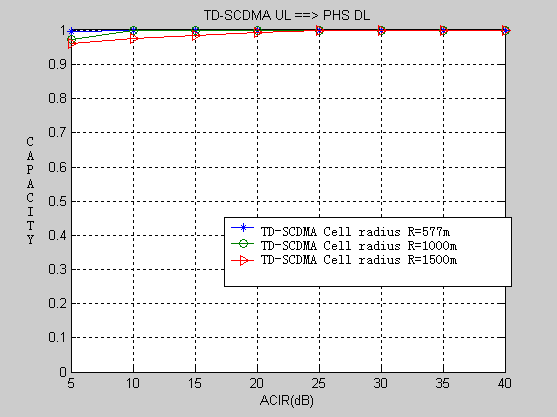 TD-SCDMA UL ==> PHS DL
1
0.9
0.8
0.7
0.6
0.5
0.4
0.3
0.2
0.1
0
CAPACITY
TD-SCDMA Cell radius R=577m
TD-SCDMA Cell radius R=1000m
TD-SCDMA Cell radius R=1500m
5 10 15 20 25 30 35 40
ACIR(dB)